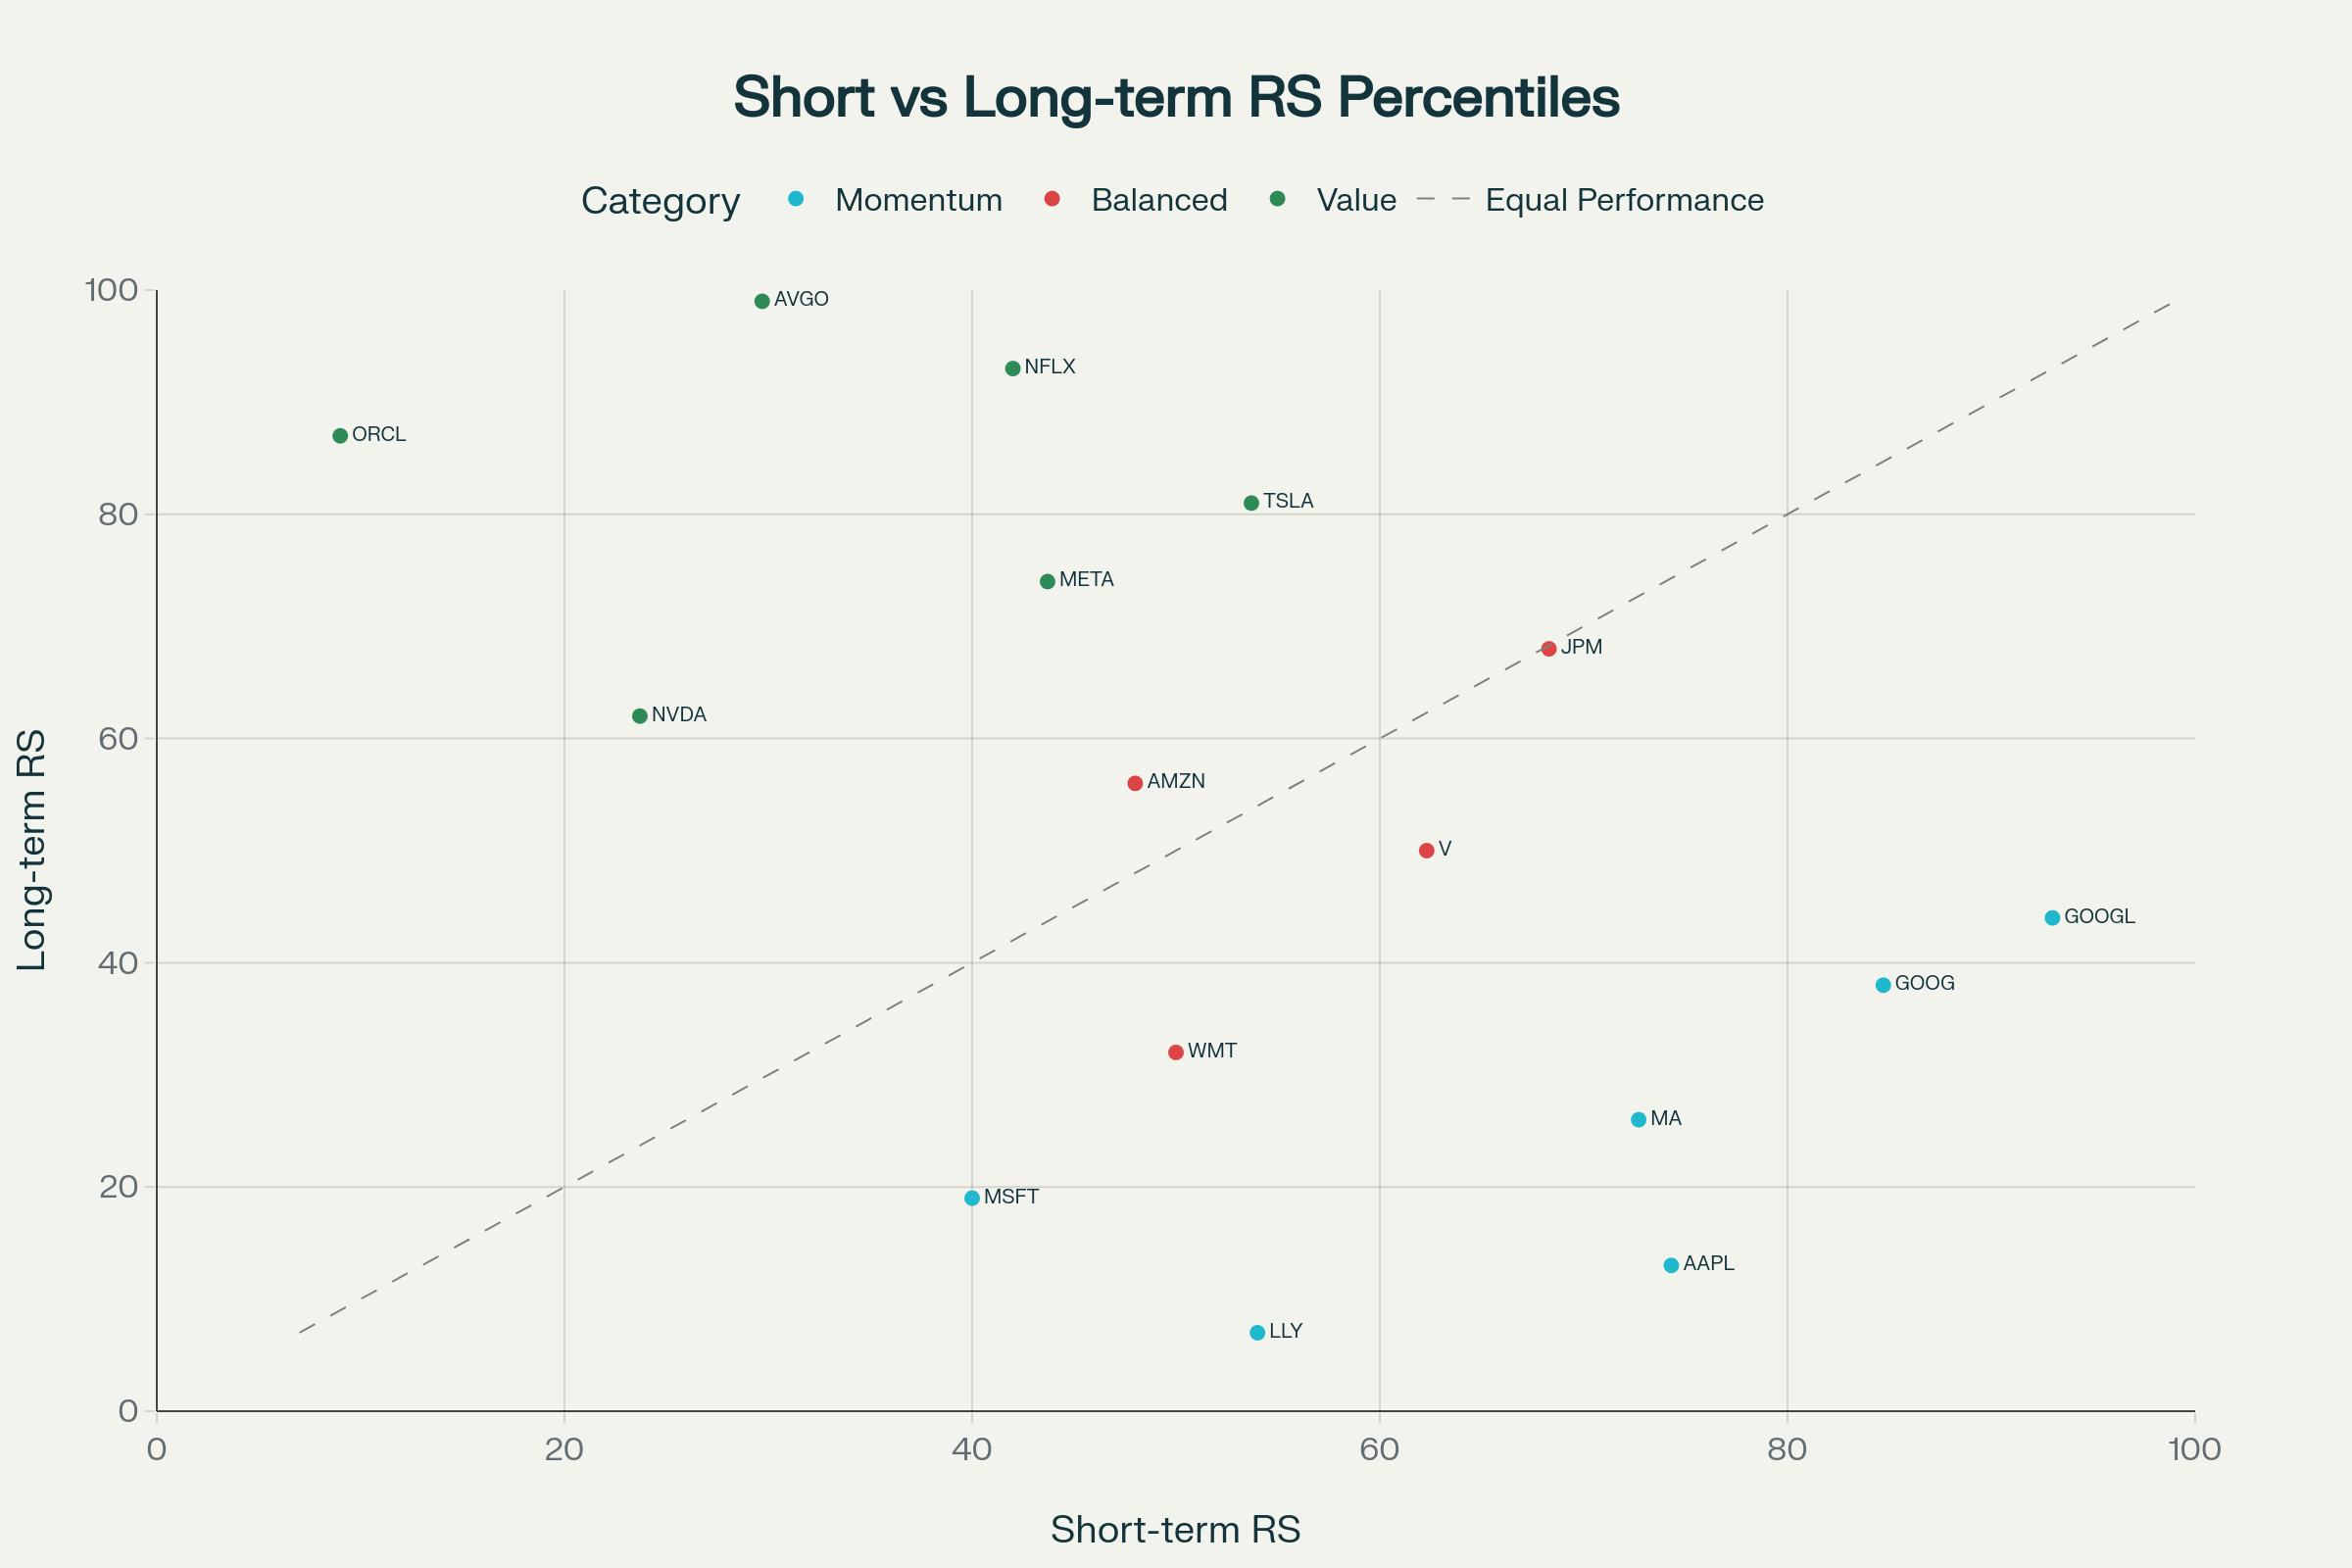 Short vs Long-term RS Percentiles
Category Momentum Balanced Value Equal Performance
100
AVGO
NFLX
ORCL
TSLA
80
META
JPM
NVDA
60
AMZN
V
GOOGL
40
GOOG
WMT
MA
20
MSFT
AAPL
LLY
0
Long-term RS
0 20 40 60 80 100
Short-term RS